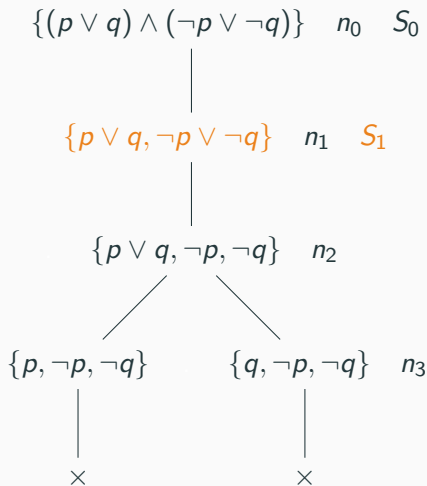 {(p ∨ q) ∧ (¬p ∨ ¬q)} n₀ S₀
{p ∨ q, ¬p ∨ ¬q} n₁ S₁
{p ∨ q, ¬p, ¬q} n₂
{p, ¬p, ¬q} {q, ¬p, ¬q} n₃
× ×